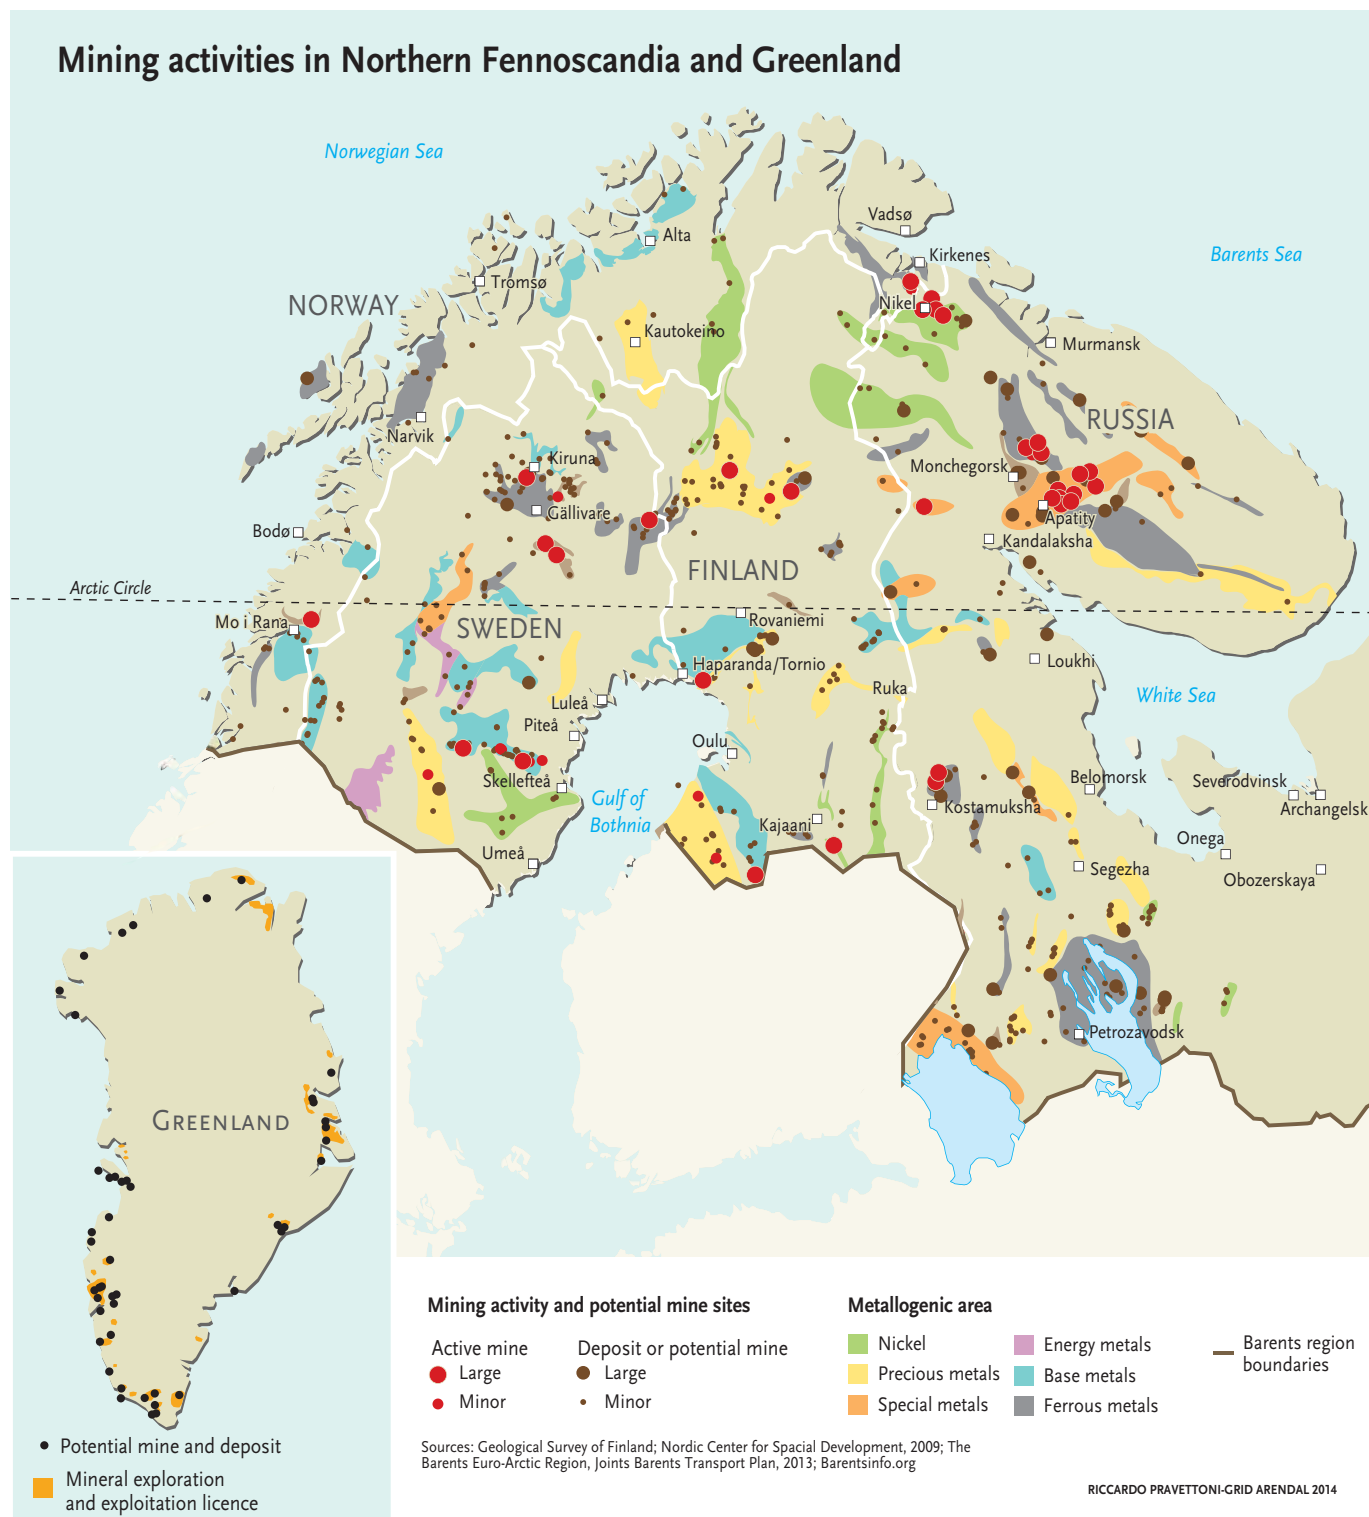 Mining activities in Northern Fennoscandia and Greenland
Norwegian Sea
Vadsø
Alta
Kirkenes
Barents Sea
Tromsø
NORWAY
Nikel
Kautokeino
Murmansk
RUSSIA
Narvik
Kiruna
Monchegorsk
Gällivare
Apatity
Bodø
Kandalaksha
FINLAND
Arctic Circle
Mo i Rana
SWEDEN
Rovaniemi
Haparanda/Tornio
Loukhi
Ruka
White Sea
Luleå
Piteå
Oulu
Skellefteå
Belomorsk
Severodvinsk
Gulf of
Bothnia
Kostamuksha
Archangelsk
Kajaani
Onega
Umeå
Segezha
Obozerskaya
Petrozavodsk
GREENLAND
Potential mine and deposit
Mineral exploration
and exploitation licence
Mining activity and potential mine sites
Active mine
Large
Minor
Deposit or potential mine
Large
Minor
Metallogenic area
Nickel
Precious metals
Special metals
Energy metals
Base metals
Ferrous metals
Barents region
boundaries
Sources: Geological Survey of Finland; Nordic Center for Spacial Development, 2009; The
Barents Euro-Arctic Region, Joints Barents Transport Plan, 2013; Barentsinfo.org
RICCARDO PRAVETTONI-GRID ARENDAL 2014